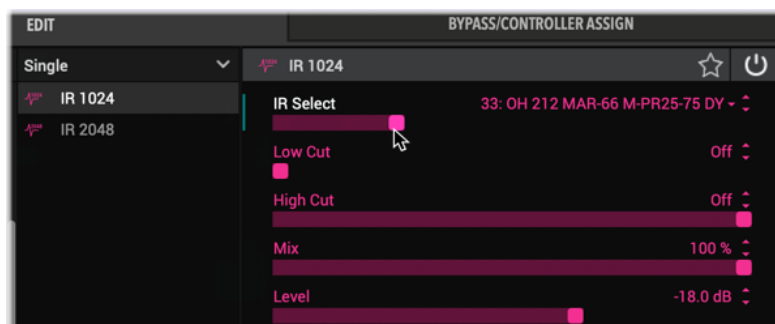 EDIT
BYPASS/CONTROLLER ASSIGN
Single
IR 1024
IR 1024
IR 2048
IR Select
33: OH 212 MAR-66 M-PR25-75 DY
Low Cut
Off
High Cut
Off
Mix
100 %
Level
-18.0 dB